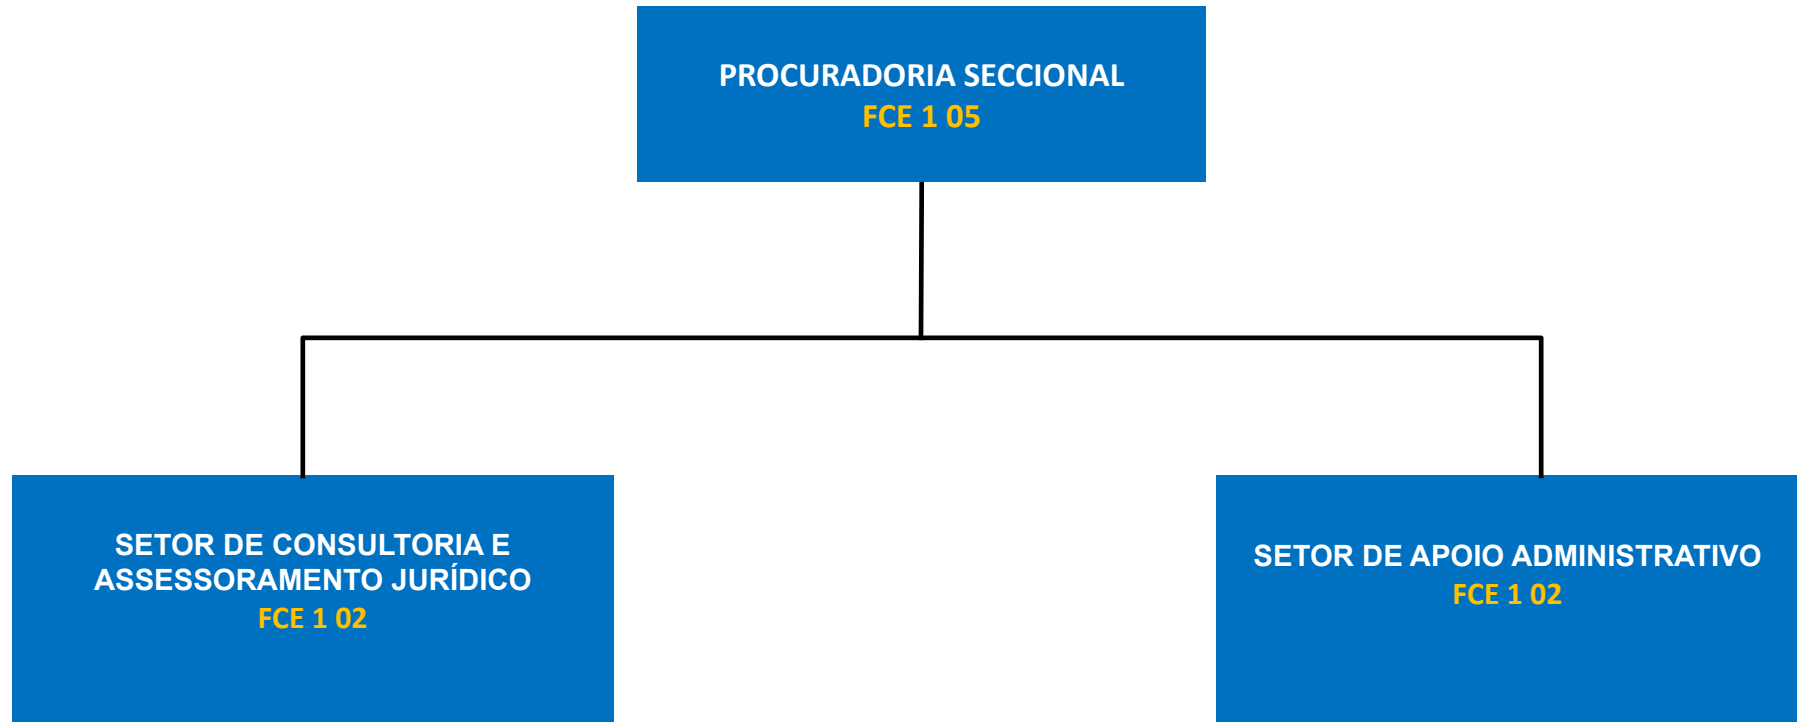 PROCURADORIA SECCIONAL
FCE 1 05
SETOR DE CONSULTORIA E
ASSESSORAMENTO JURÍDICO
FCE 1 02
SETOR DE APOIO ADMINISTRATIVO
FCE 1 02